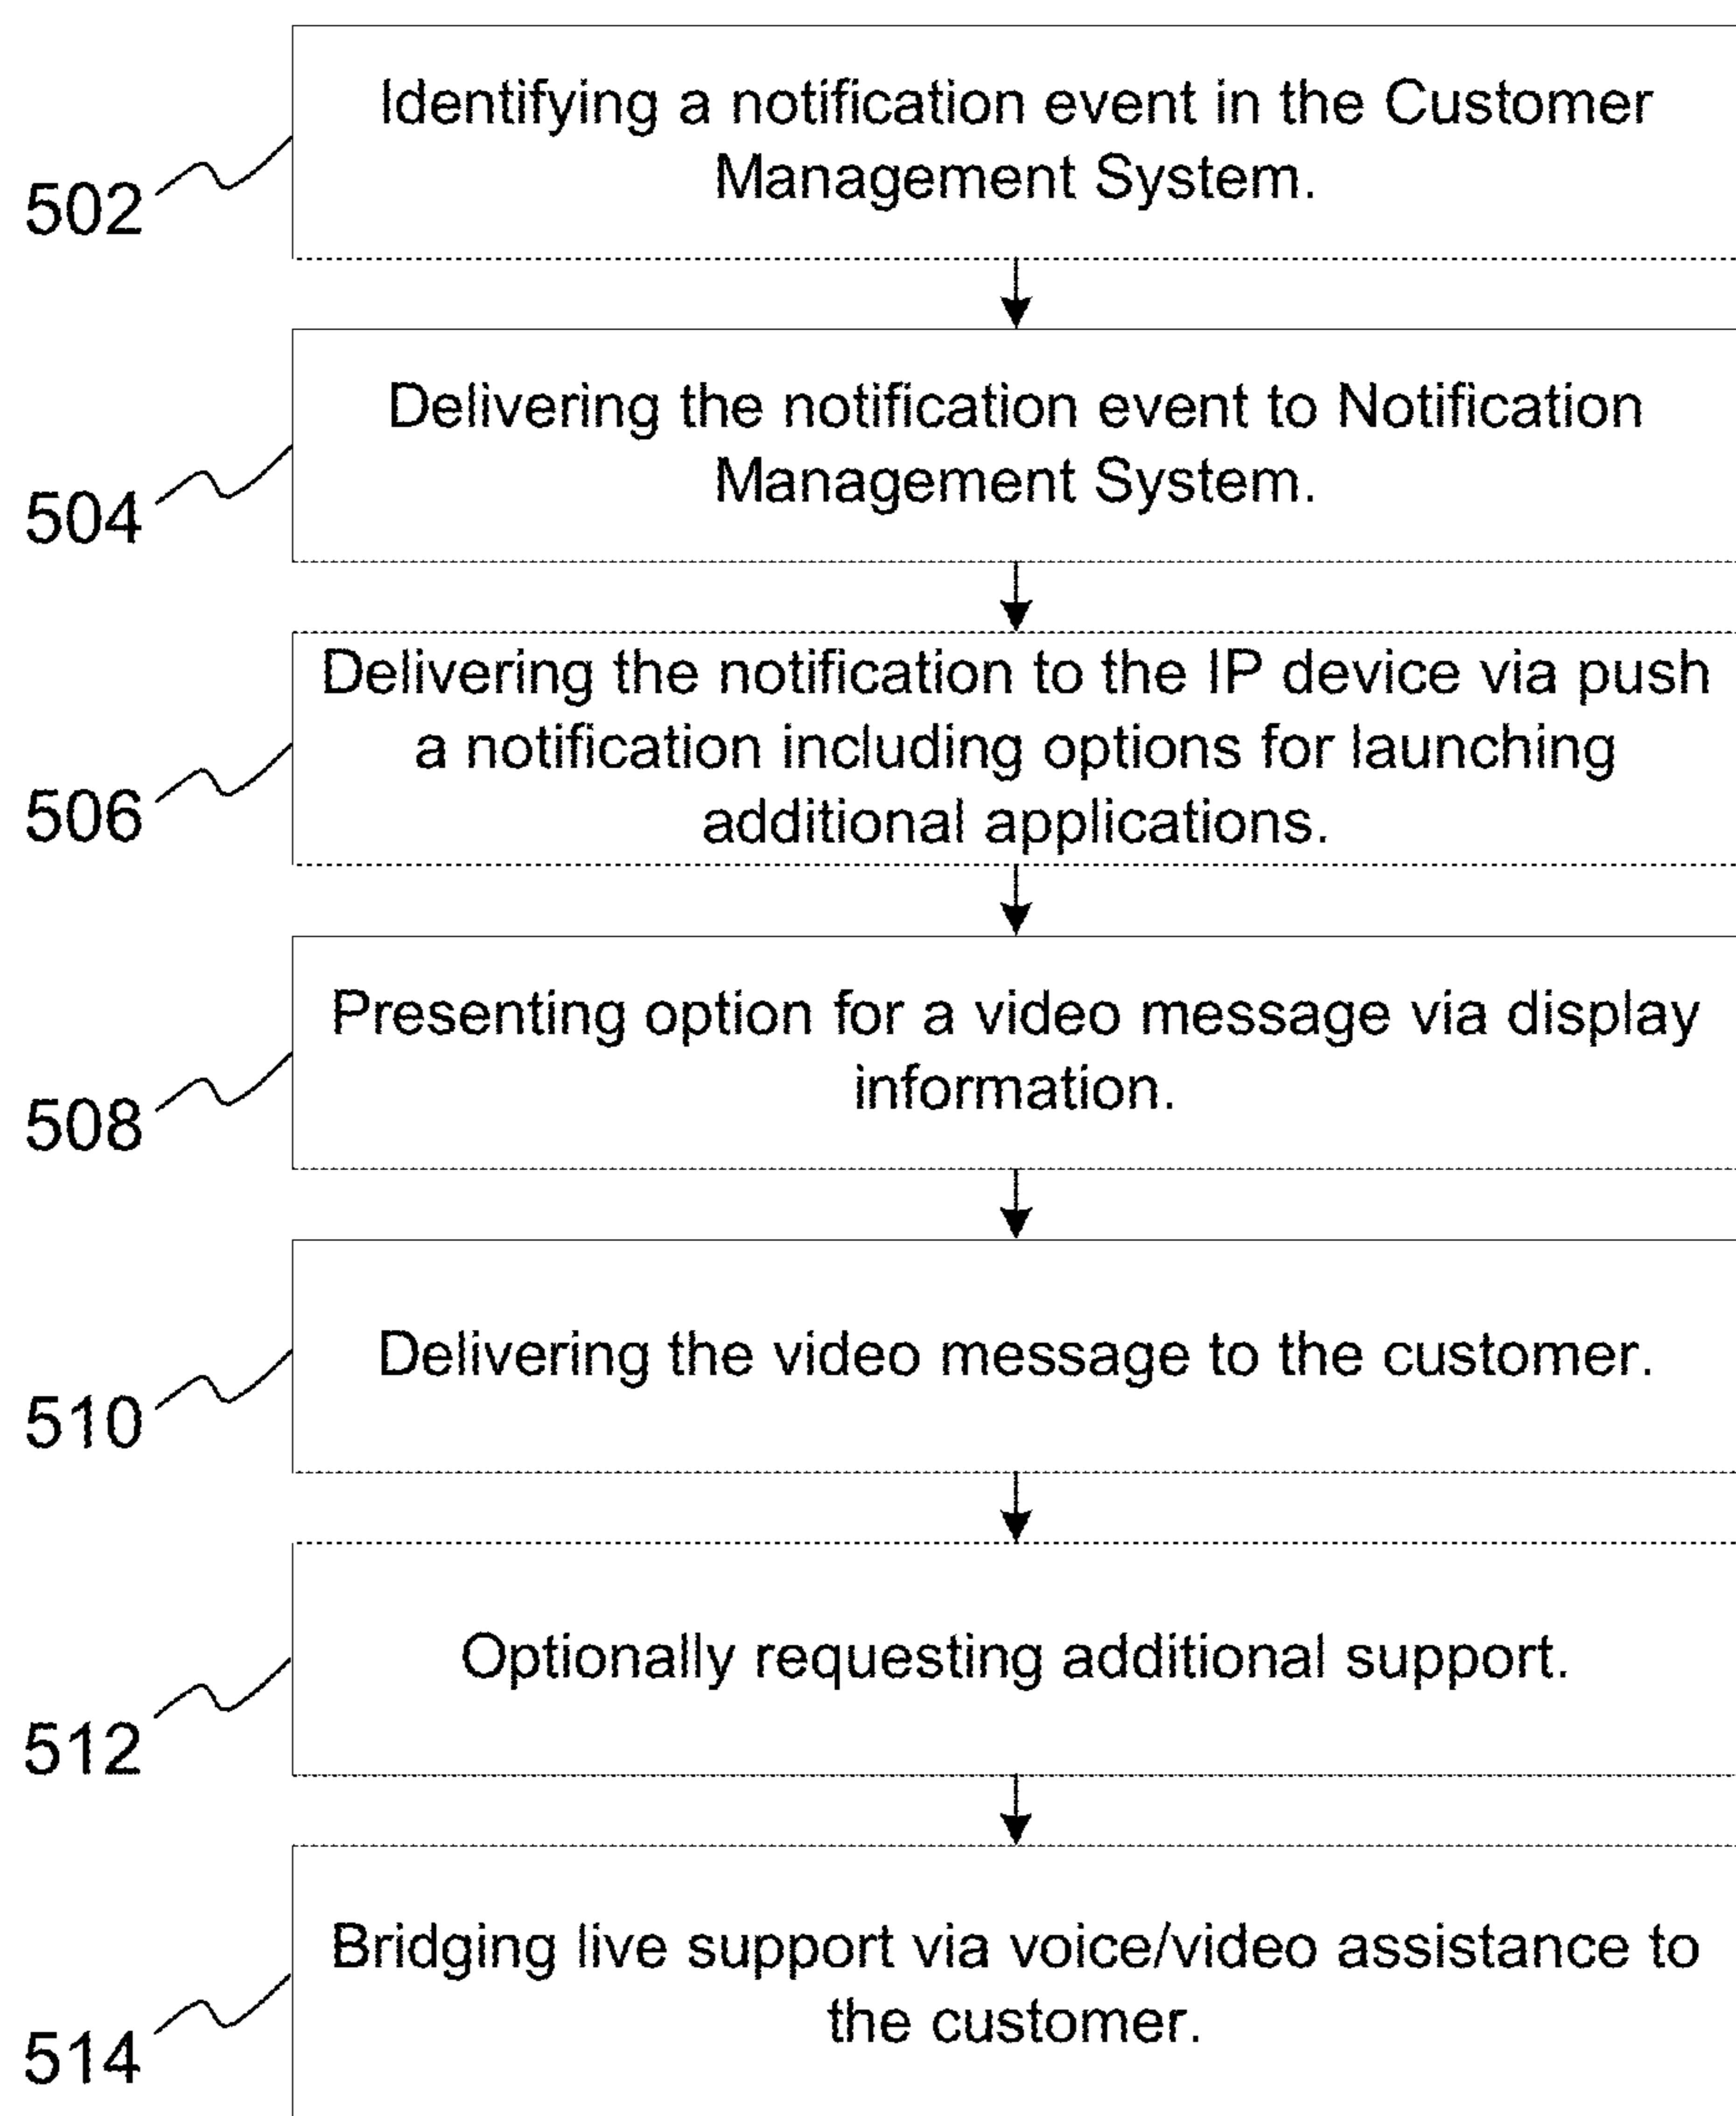 Identifying a notification event in the Customer
Management System.
502
Delivering the notification event to Notification
Management System.
504
Delivering the notification to the IP device via push
a notification including options for launching
additional applications.
506
Presenting option for a video message via display
information.
508
Delivering the video message to the customer.
510
Optionally requesting additional support.
512
Bridging live support via voice/video assistance to
the customer.
514